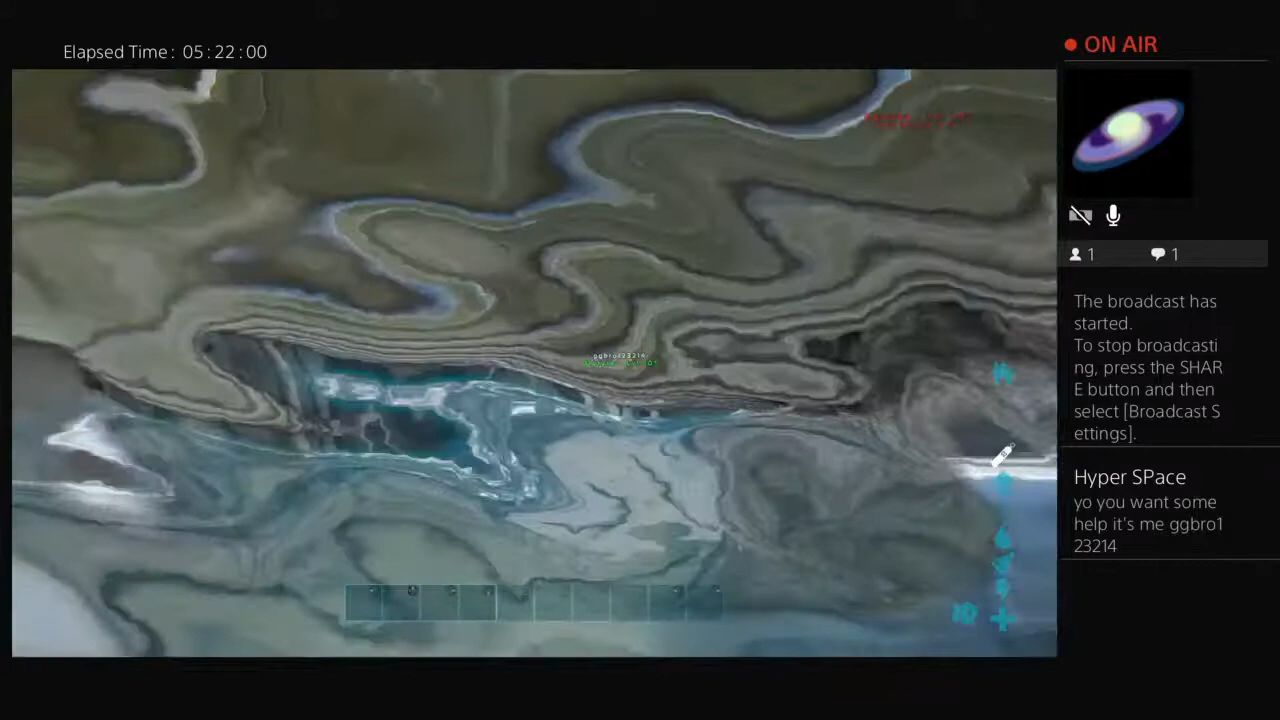 Elapsed Time: 05:22:00
ON AIR
1 1
The broadcast has
started.
To stop broadcasti
ng, press the SHAR
E button and then
select [Broadcast S
ettings].
Hyper SPace
yo you want some
help it's me ggbro1
23214
ggbro123214